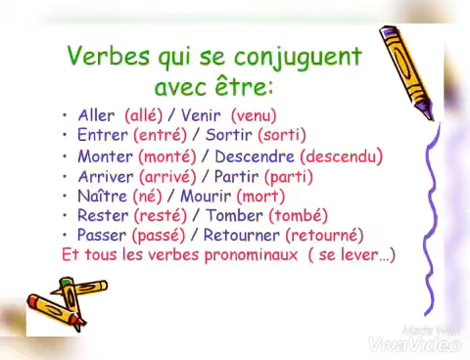 Verbes qui se conjuguent
avec être:
• Aller (allé) / Venir (venu)
• Entrer (entré) / Sortir (sorti)
• Monter (monté) / Descendre (descendu)
• Arriver (arrivé) / Partir (parti)
• Naître (né) / Mourir (mort)
• Rester (resté) / Tomber (tombé)
• Passer (passé) / Retourner (retourné)
Et tous les verbes pronominaux ( se lever...)
Made With
VivaVideo